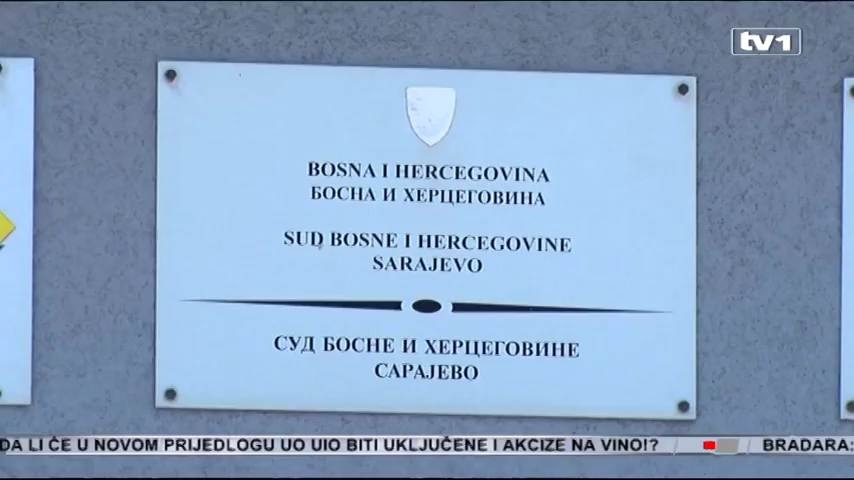 tv1
BOSNA I HERCEGOVINA
БОСНА И ХЕРЦЕГОВИНА
SUD BOSNE I HERCEGOVINE
SARAJEVO
СУД БОСНЕ И ХЕРЦЕГОВИНЕ
САРАЈЕВО
DA LI ĆE U NOVOM PRIJEDLOGU UO UIO BITI UKLJUČENE I AKCIZE NA VINO!? BRADARA: